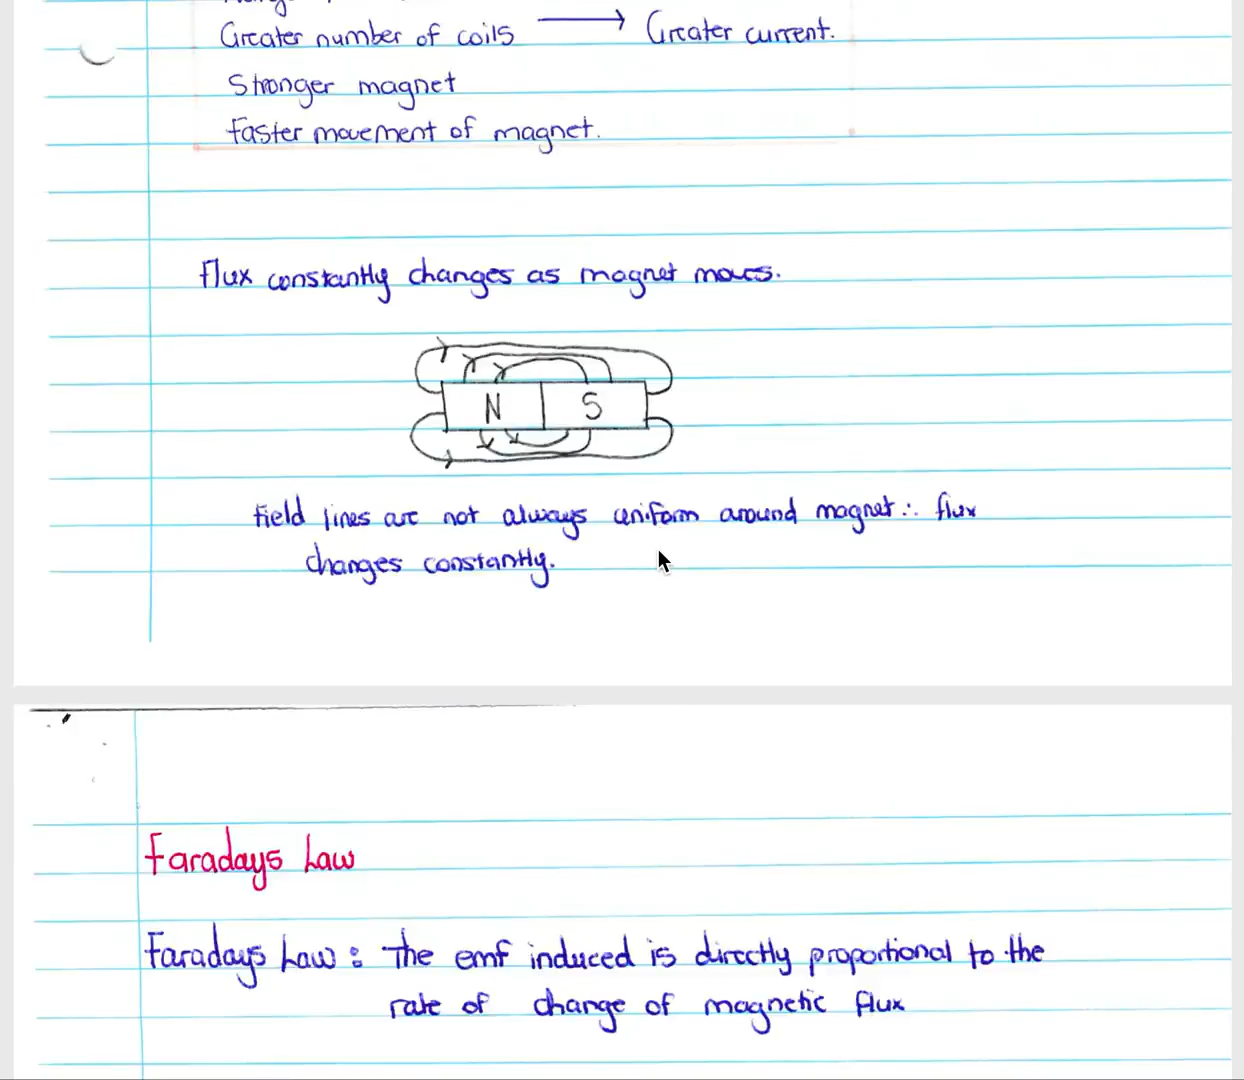 Greater number of coils ⟶ Greater current.
Stronger magnet
Faster movement of magnet.
flux constantly changes as magnet moves.
N S
field lines are not always uniform around magnet ∴ flux
changes constantly.
Faradays Law
Faradays Law : The emf induced is directly proportional to the
rate of change of magnetic flux